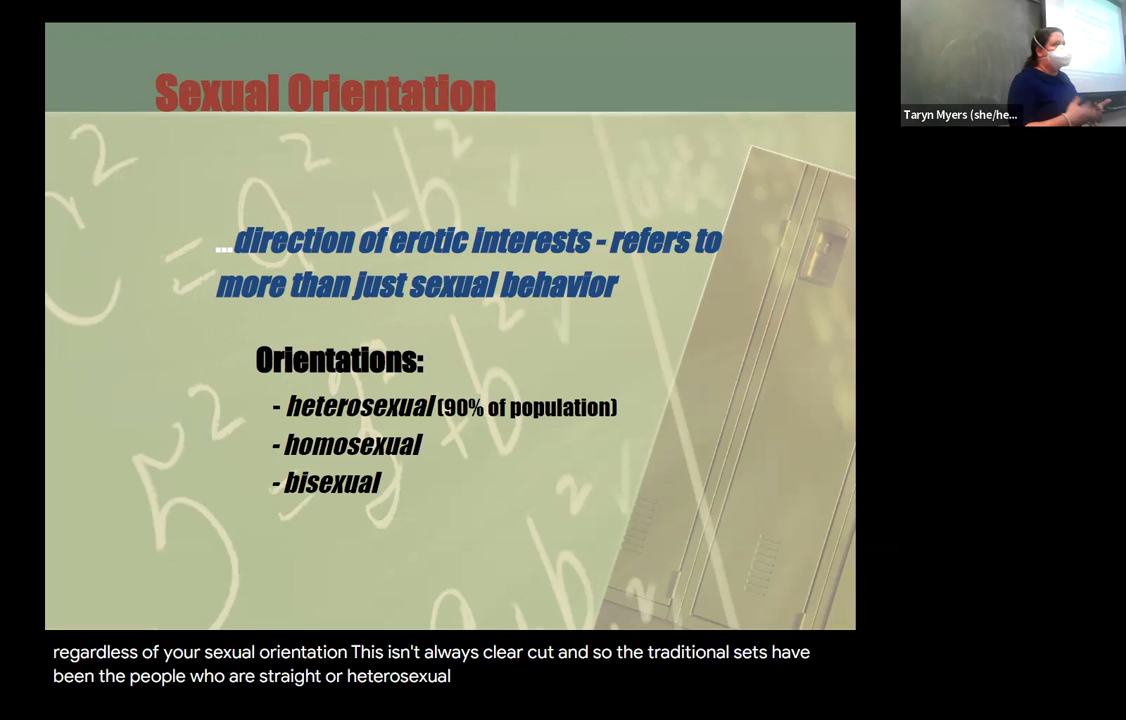 Sexual Orientation
...direction of erotic interests - refers to
more than just sexual behavior
Orientations:
- heterosexual (90% of population)
- homosexual
- bisexual
Taryn Myers (she/he...
regardless of your sexual orientation This isn't always clear cut and so the traditional sets have
been the people who are straight or heterosexual